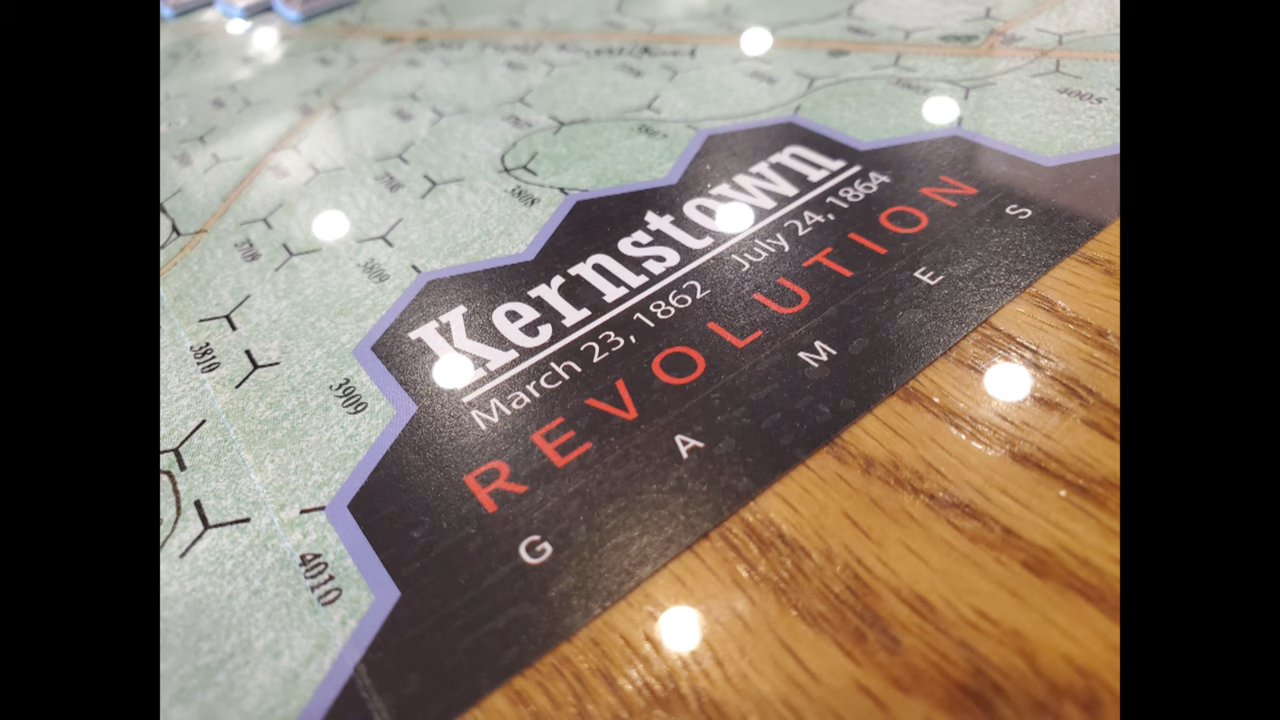 Kernstown
March 23, 1862 July 24, 1864
REVOLUTION
GAMES
4005
3808
3709
3809
3810
3909
4010